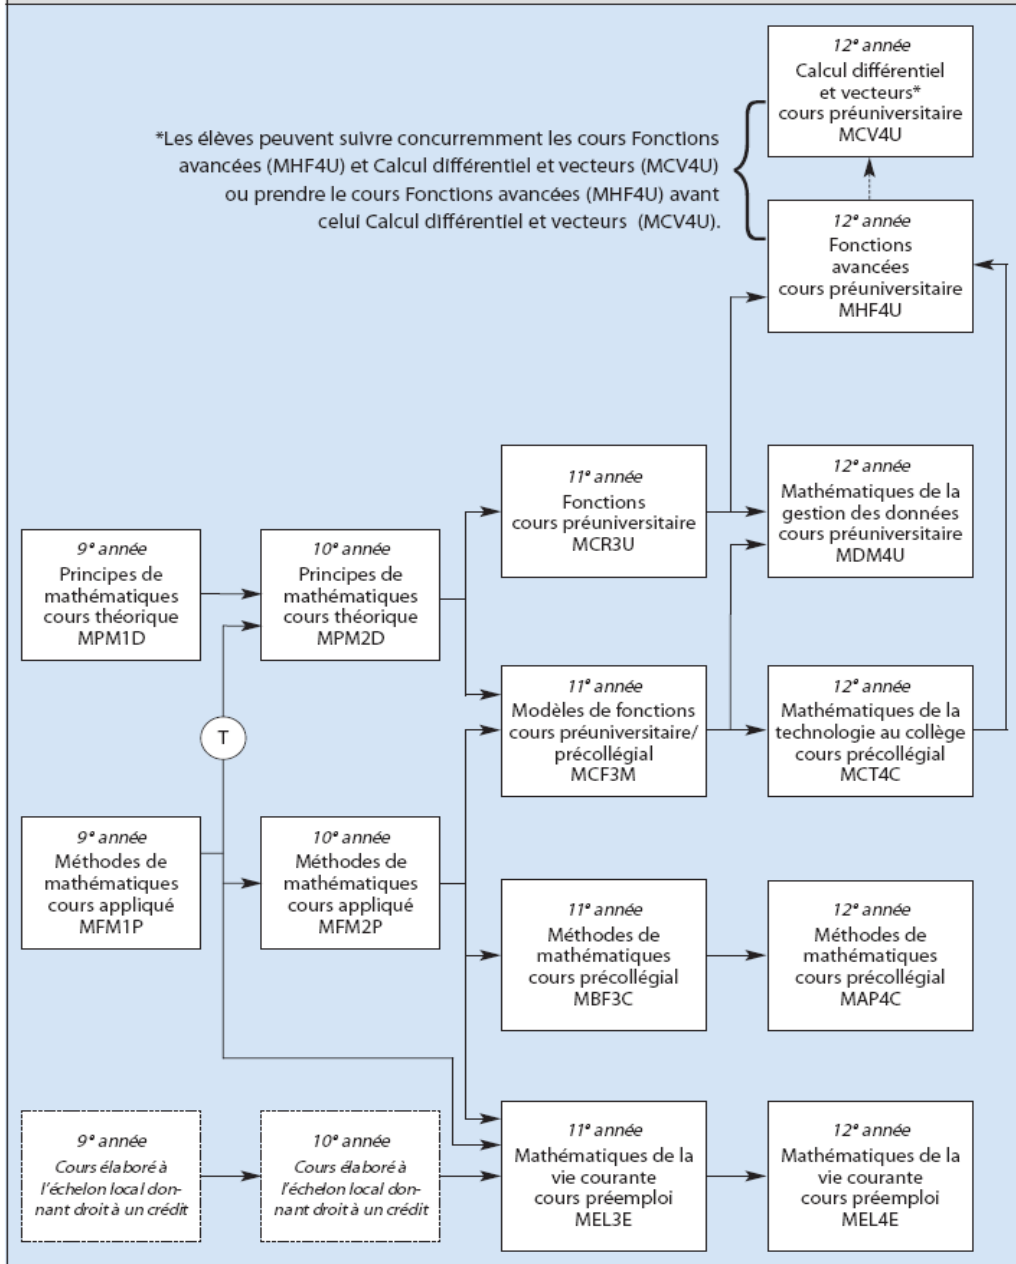 12ᵉ année
Calcul différentiel
et vecteurs*
cours préuniversitaire
MCV4U
*Les élèves peuvent suivre concurremment les cours Fonctions
avancées (MHF4U) et Calcul différentiel et vecteurs (MCV4U)
ou prendre le cours Fonctions avancées (MHF4U) avant
celui Calcul différentiel et vecteurs (MCV4U).
12ᵉ année
Fonctions
avancées
cours préuniversitaire
MHF4U
11ᵉ année
Fonctions
cours préuniversitaire
MCR3U
12ᵉ année
Mathématiques de la
gestion des données
cours préuniversitaire
MDM4U
9ᵉ année
Principes de
mathématiques
cours théorique
MPM1D
10ᵉ année
Principes de
mathématiques
cours théorique
MPM2D
11ᵉ année
Modèles de fonctions
cours préuniversitaire/
précollégial
MCF3M
12ᵉ année
Mathématiques de la
technologie au collège
cours précollégial
MCT4C
T
9ᵉ année
Méthodes de
mathématiques
cours appliqué
MFM1P
10ᵉ année
Méthodes de
mathématiques
cours appliqué
MFM2P
11ᵉ année
Méthodes de
mathématiques
cours précollégial
MBF3C
12ᵉ année
Méthodes de
mathématiques
cours précollégial
MAP4C
9ᵉ année
Cours élaboré à
l'échelon local don-
nant droit à un crédit
10ᵉ année
Cours élaboré à
l'échelon local don-
nant droit à un crédit
11ᵉ année
Mathématiques de la
vie courante
cours préemploi
MEL3E
12ᵉ année
Mathématiques de la
vie courante
cours préemploi
MEL4E